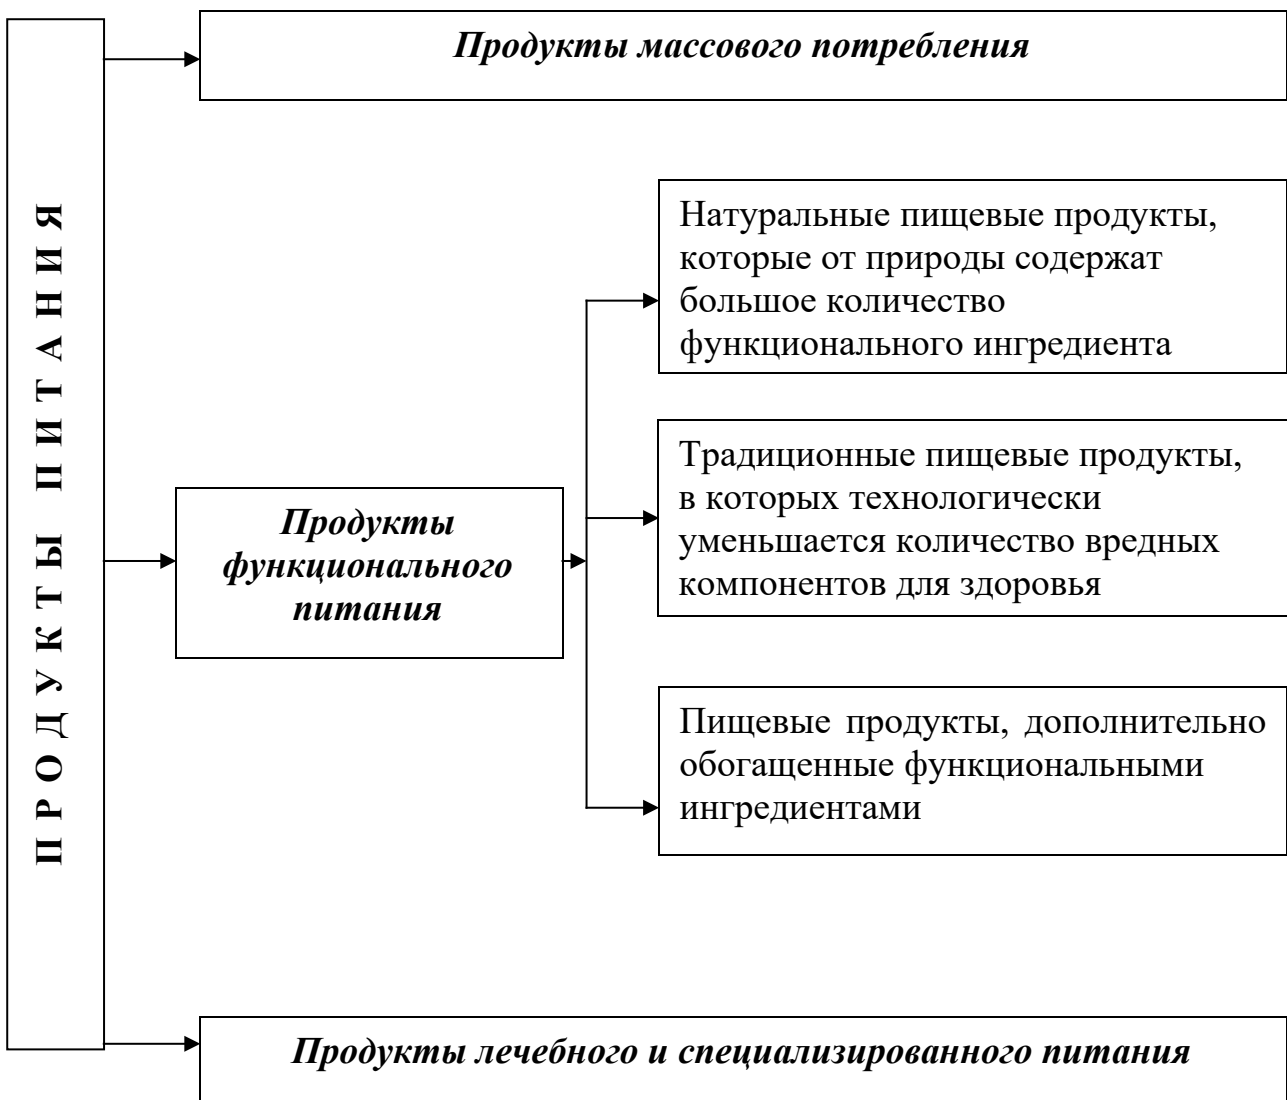 ПРОДУКТЫ ПИТАНИЯ
Продукты массового потребления
Натуральные пищевые продукты,
которые от природы содержат
большое количество
функционального ингредиента
Традиционные пищевые продукты,
в которых технологически
уменьшается количество вредных
компонентов для здоровья
Продукты
функционального
питания
Пищевые продукты, дополнительно
обогащенные функциональными
ингредиентами
Продукты лечебного и специализированного питания